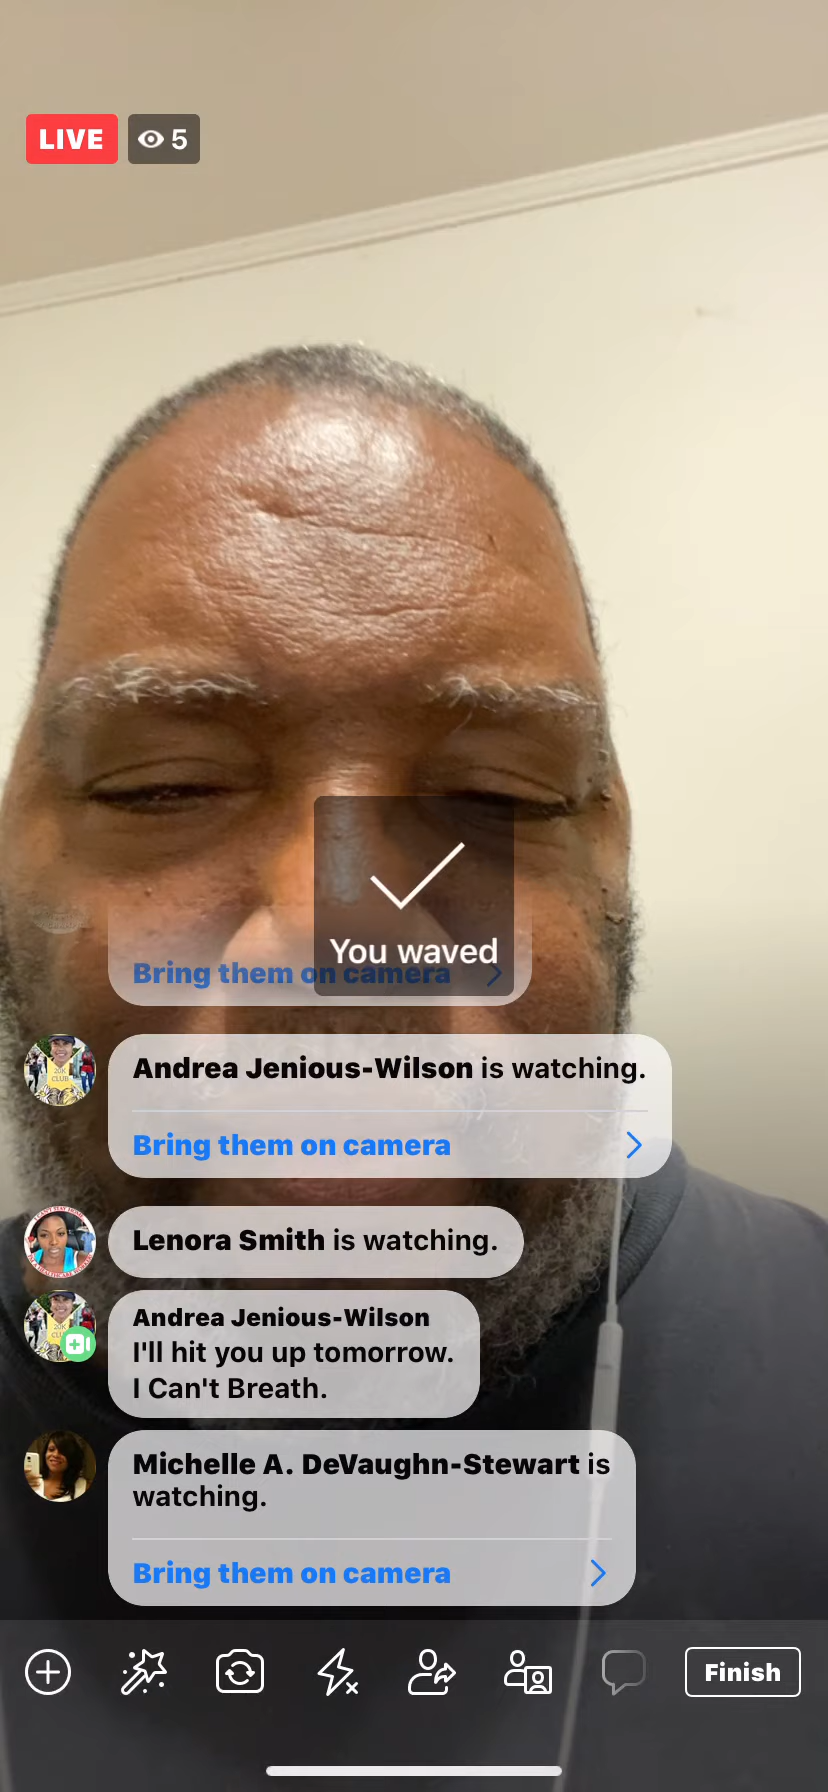 LIVE 5
You waved
Bring them on camera
Andrea Jenious-Wilson is watching.
Bring them on camera
Lenora Smith is watching.
Andrea Jenious-Wilson
I'll hit you up tomorrow.
I Can't Breath.
Michelle A. DeVaughn-Stewart is
watching.
Bring them on camera
Finish